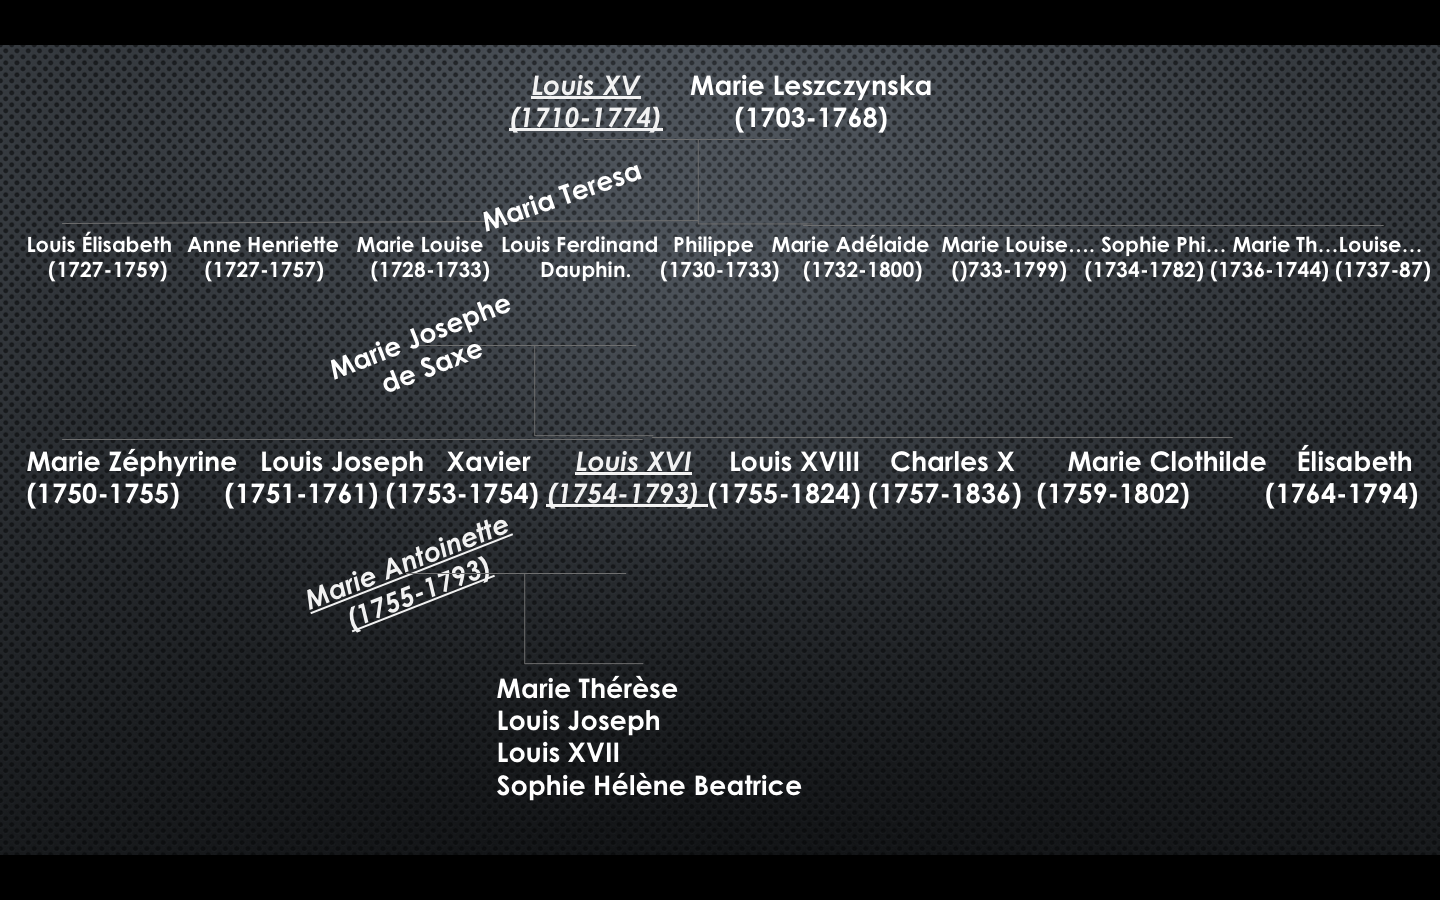 Louis XV Marie Leszczynska
(1710-1774) (1703-1768)
Maria Teresa
Louis Élisabeth Anne Henriette Marie Louise Louis Ferdinand Philippe Marie Adélaide Marie Louise…. Sophie Phi… Marie Th…Louise…
(1727-1759) (1727-1757) (1728-1733) Dauphin. (1730-1733) (1732-1800) ()733-1799) (1734-1782) (1736-1744) (1737-87)
Marie Josephe
de Saxe
Marie Zéphyrine Louis Joseph Xavier Louis XVI Louis XVIII Charles X Marie Clothilde Élisabeth
(1750-1755) (1751-1761) (1753-1754) (1754-1793) (1755-1824) (1757-1836) (1759-1802) (1764-1794)
Marie Antoinette
(1755-1793)
Marie Thérèse
Louis Joseph
Louis XVII
Sophie Hélène Beatrice